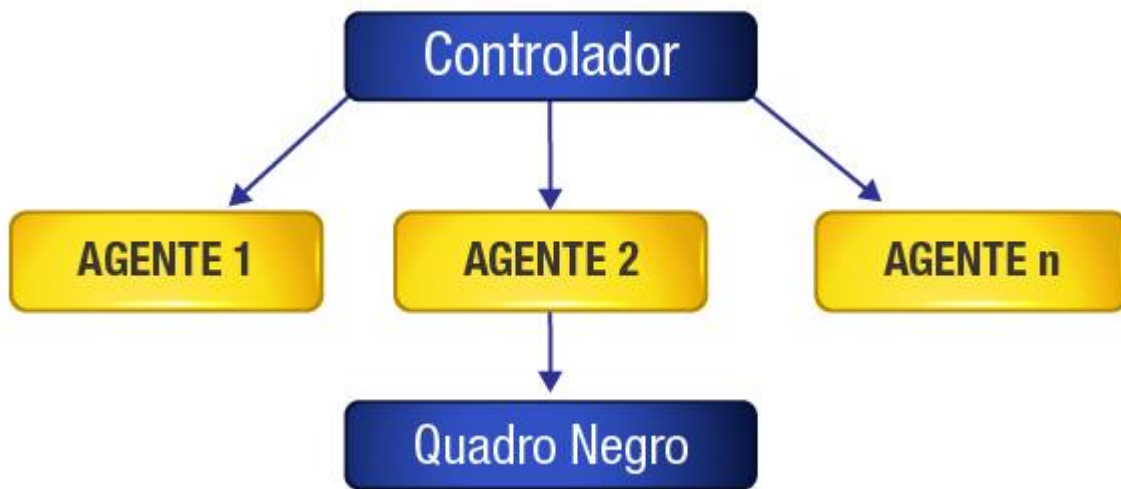 Controlador
AGENTE 1
AGENTE 2
AGENTE n
Quadro Negro